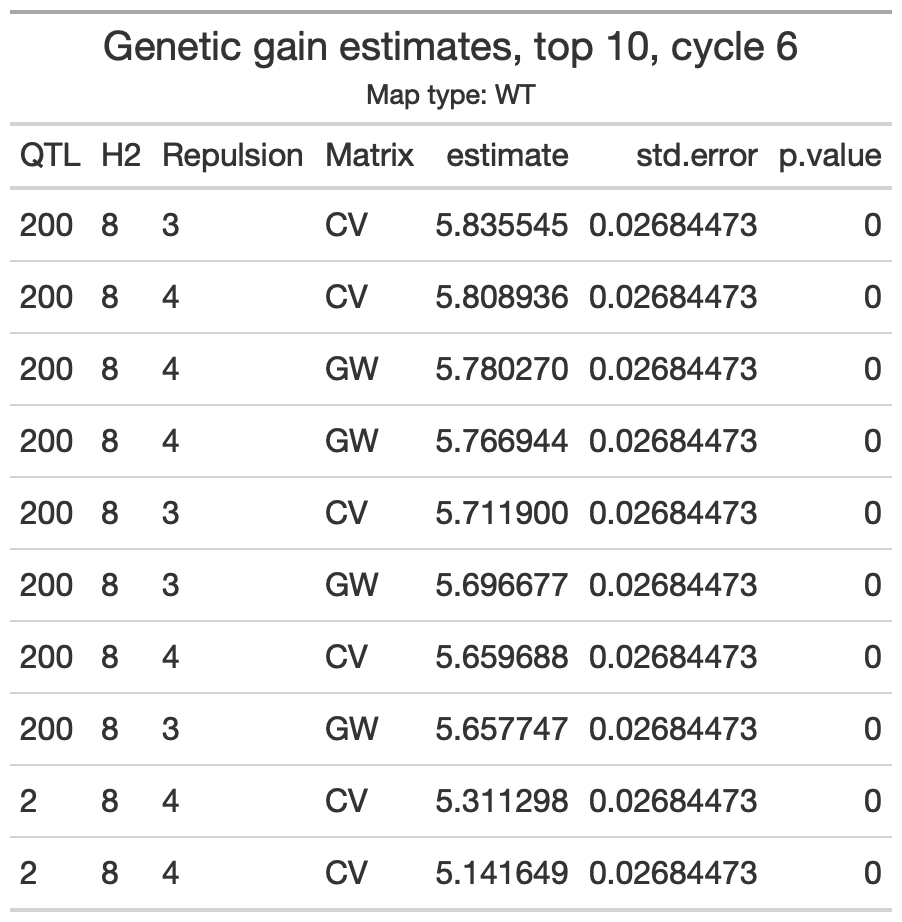 Genetic gain estimates, top 10, cycle 6
Map type: WT
QTL H2 Repulsion Matrix estimate std.error p.value
200 8 3 CV 5.835545 0.02684473 0
200 8 4 CV 5.808936 0.02684473 0
200 8 4 GW 5.780270 0.02684473 0
200 8 4 GW 5.766944 0.02684473 0
200 8 3 CV 5.711900 0.02684473 0
200 8 3 GW 5.696677 0.02684473 0
200 8 4 CV 5.659688 0.02684473 0
200 8 3 GW 5.657747 0.02684473 0
2 8 4 CV 5.311298 0.02684473 0
2 8 4 CV 5.141649 0.02684473 0